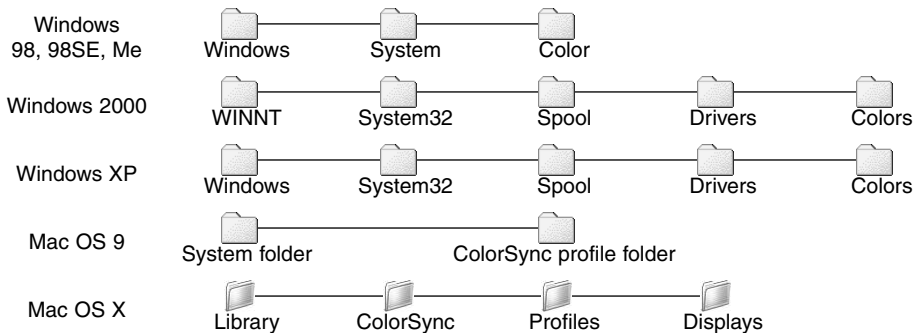 Windows
98, 98SE, Me
Windows System Color
Windows 2000
WINNT System32 Spool Drivers Colors
Windows XP
Windows System32 Spool Drivers Colors
Mac OS 9
System folder ColorSync profile folder
Mac OS X
Library ColorSync Profiles Displays